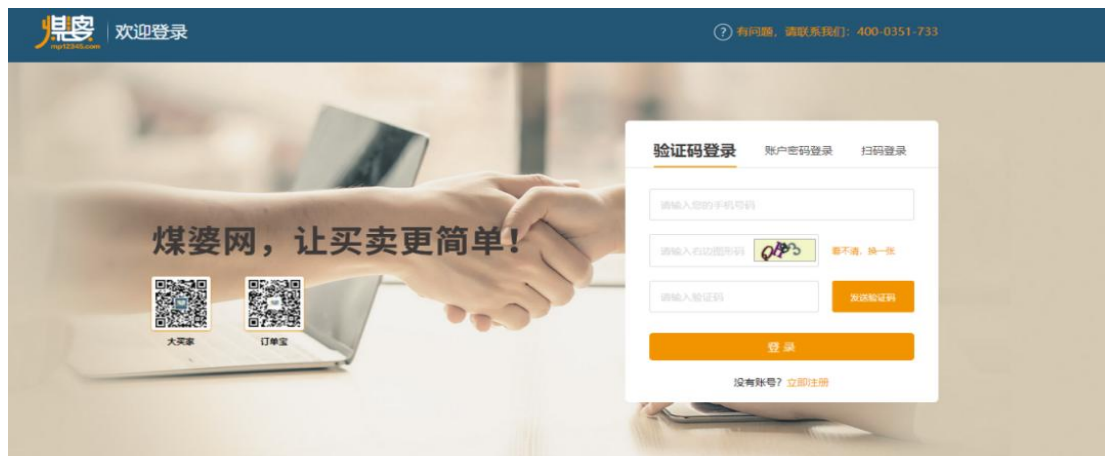 煤婆
mp12345.com
欢迎登录
? 有问题,请联系我们:400-0351-733
煤婆网,让买卖更简单!
大买家
订单宝
验证码登录 账户密码登录 扫码登录
请输入您的手机号码
请输入右边图形码
看不清,换一张
请输入验证码
发送验证码
登 录
没有账号?立即注册